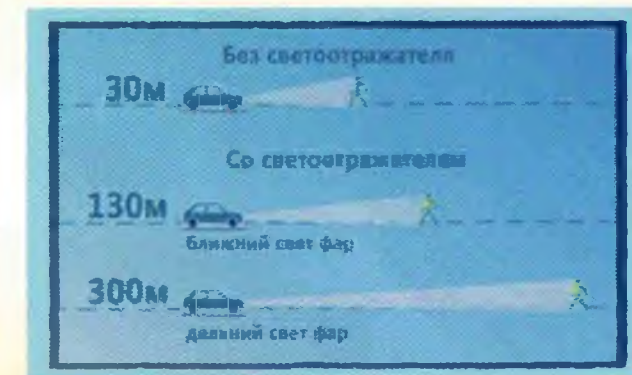 Без светоотражателя
30м
Со светоотражателем
130м
ближний свет фар
300м
дальний свет фар